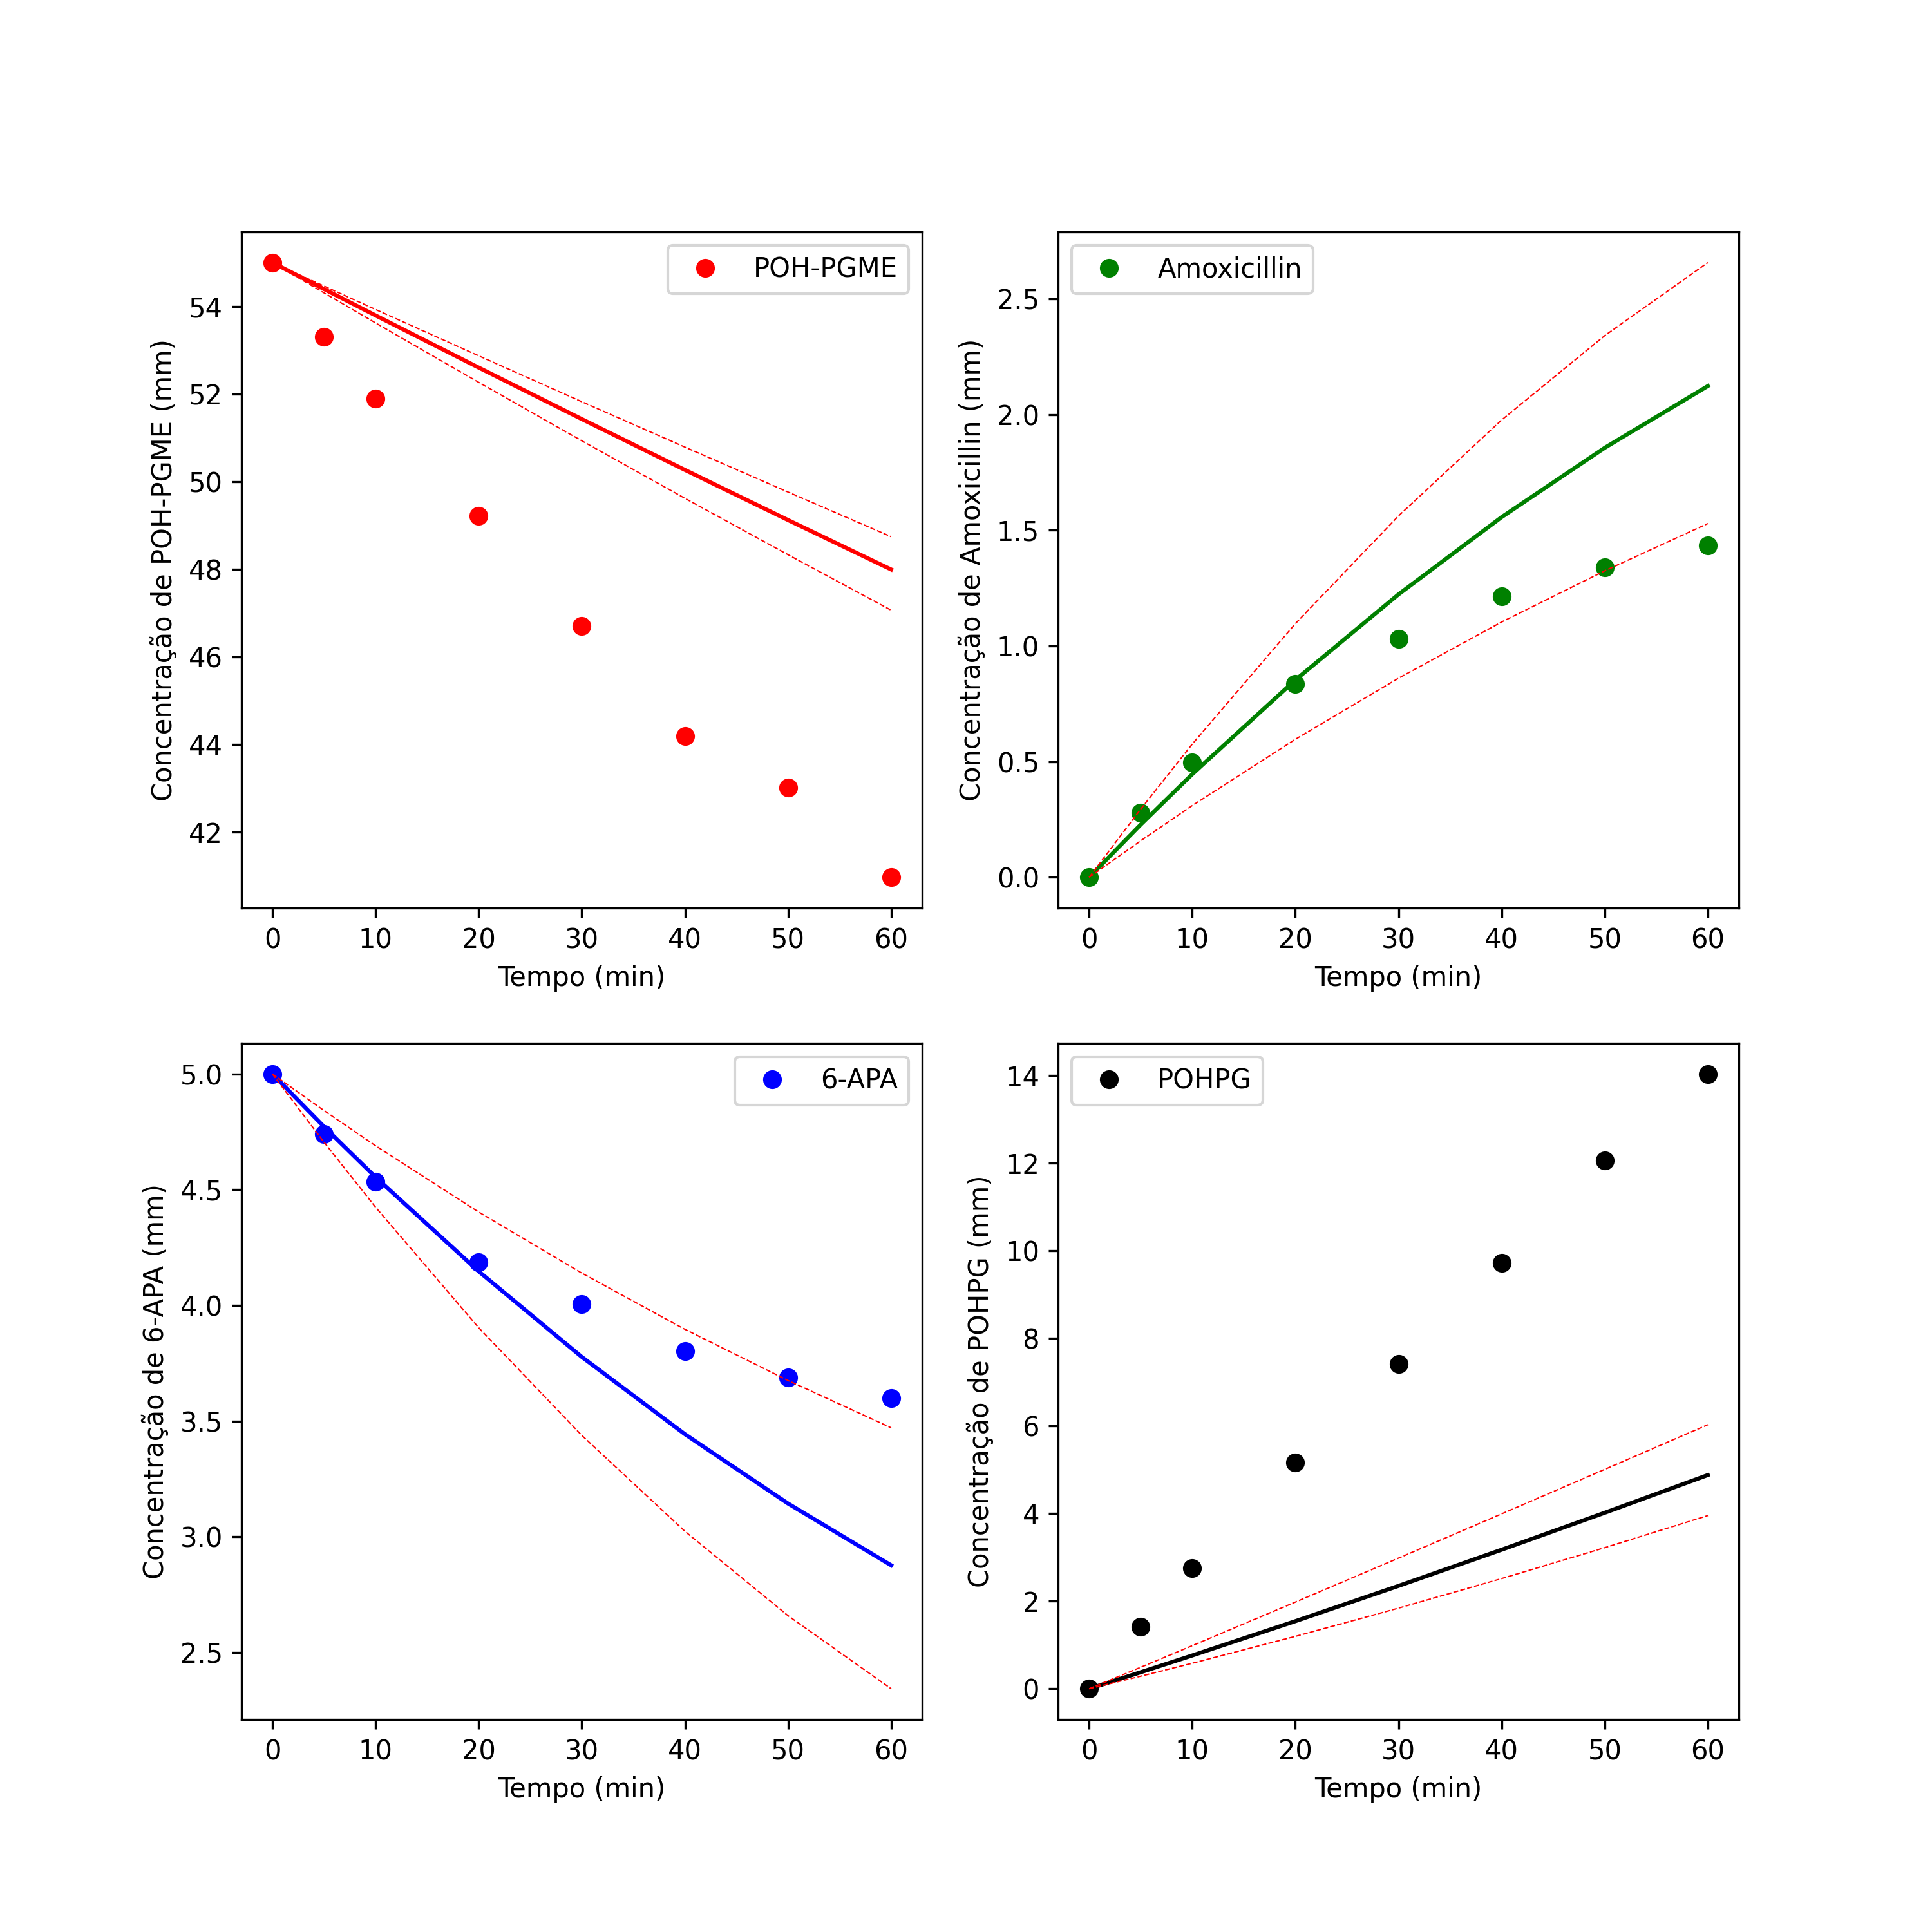 POH-PGME
Concentração de POH-PGME (mm)
54
52
50
48
46
44
42
0 10 20 30 40 50 60
Tempo (min)
Amoxicillin
Concentração de Amoxicillin (mm)
2.5
2.0
1.5
1.0
0.5
0.0
0 10 20 30 40 50 60
Tempo (min)
6-APA
Concentração de 6-APA (mm)
5.0
4.5
4.0
3.5
3.0
2.5
0 10 20 30 40 50 60
Tempo (min)
POHPG
Concentração de POHPG (mm)
14
12
10
8
6
4
2
0
0 10 20 30 40 50 60
Tempo (min)